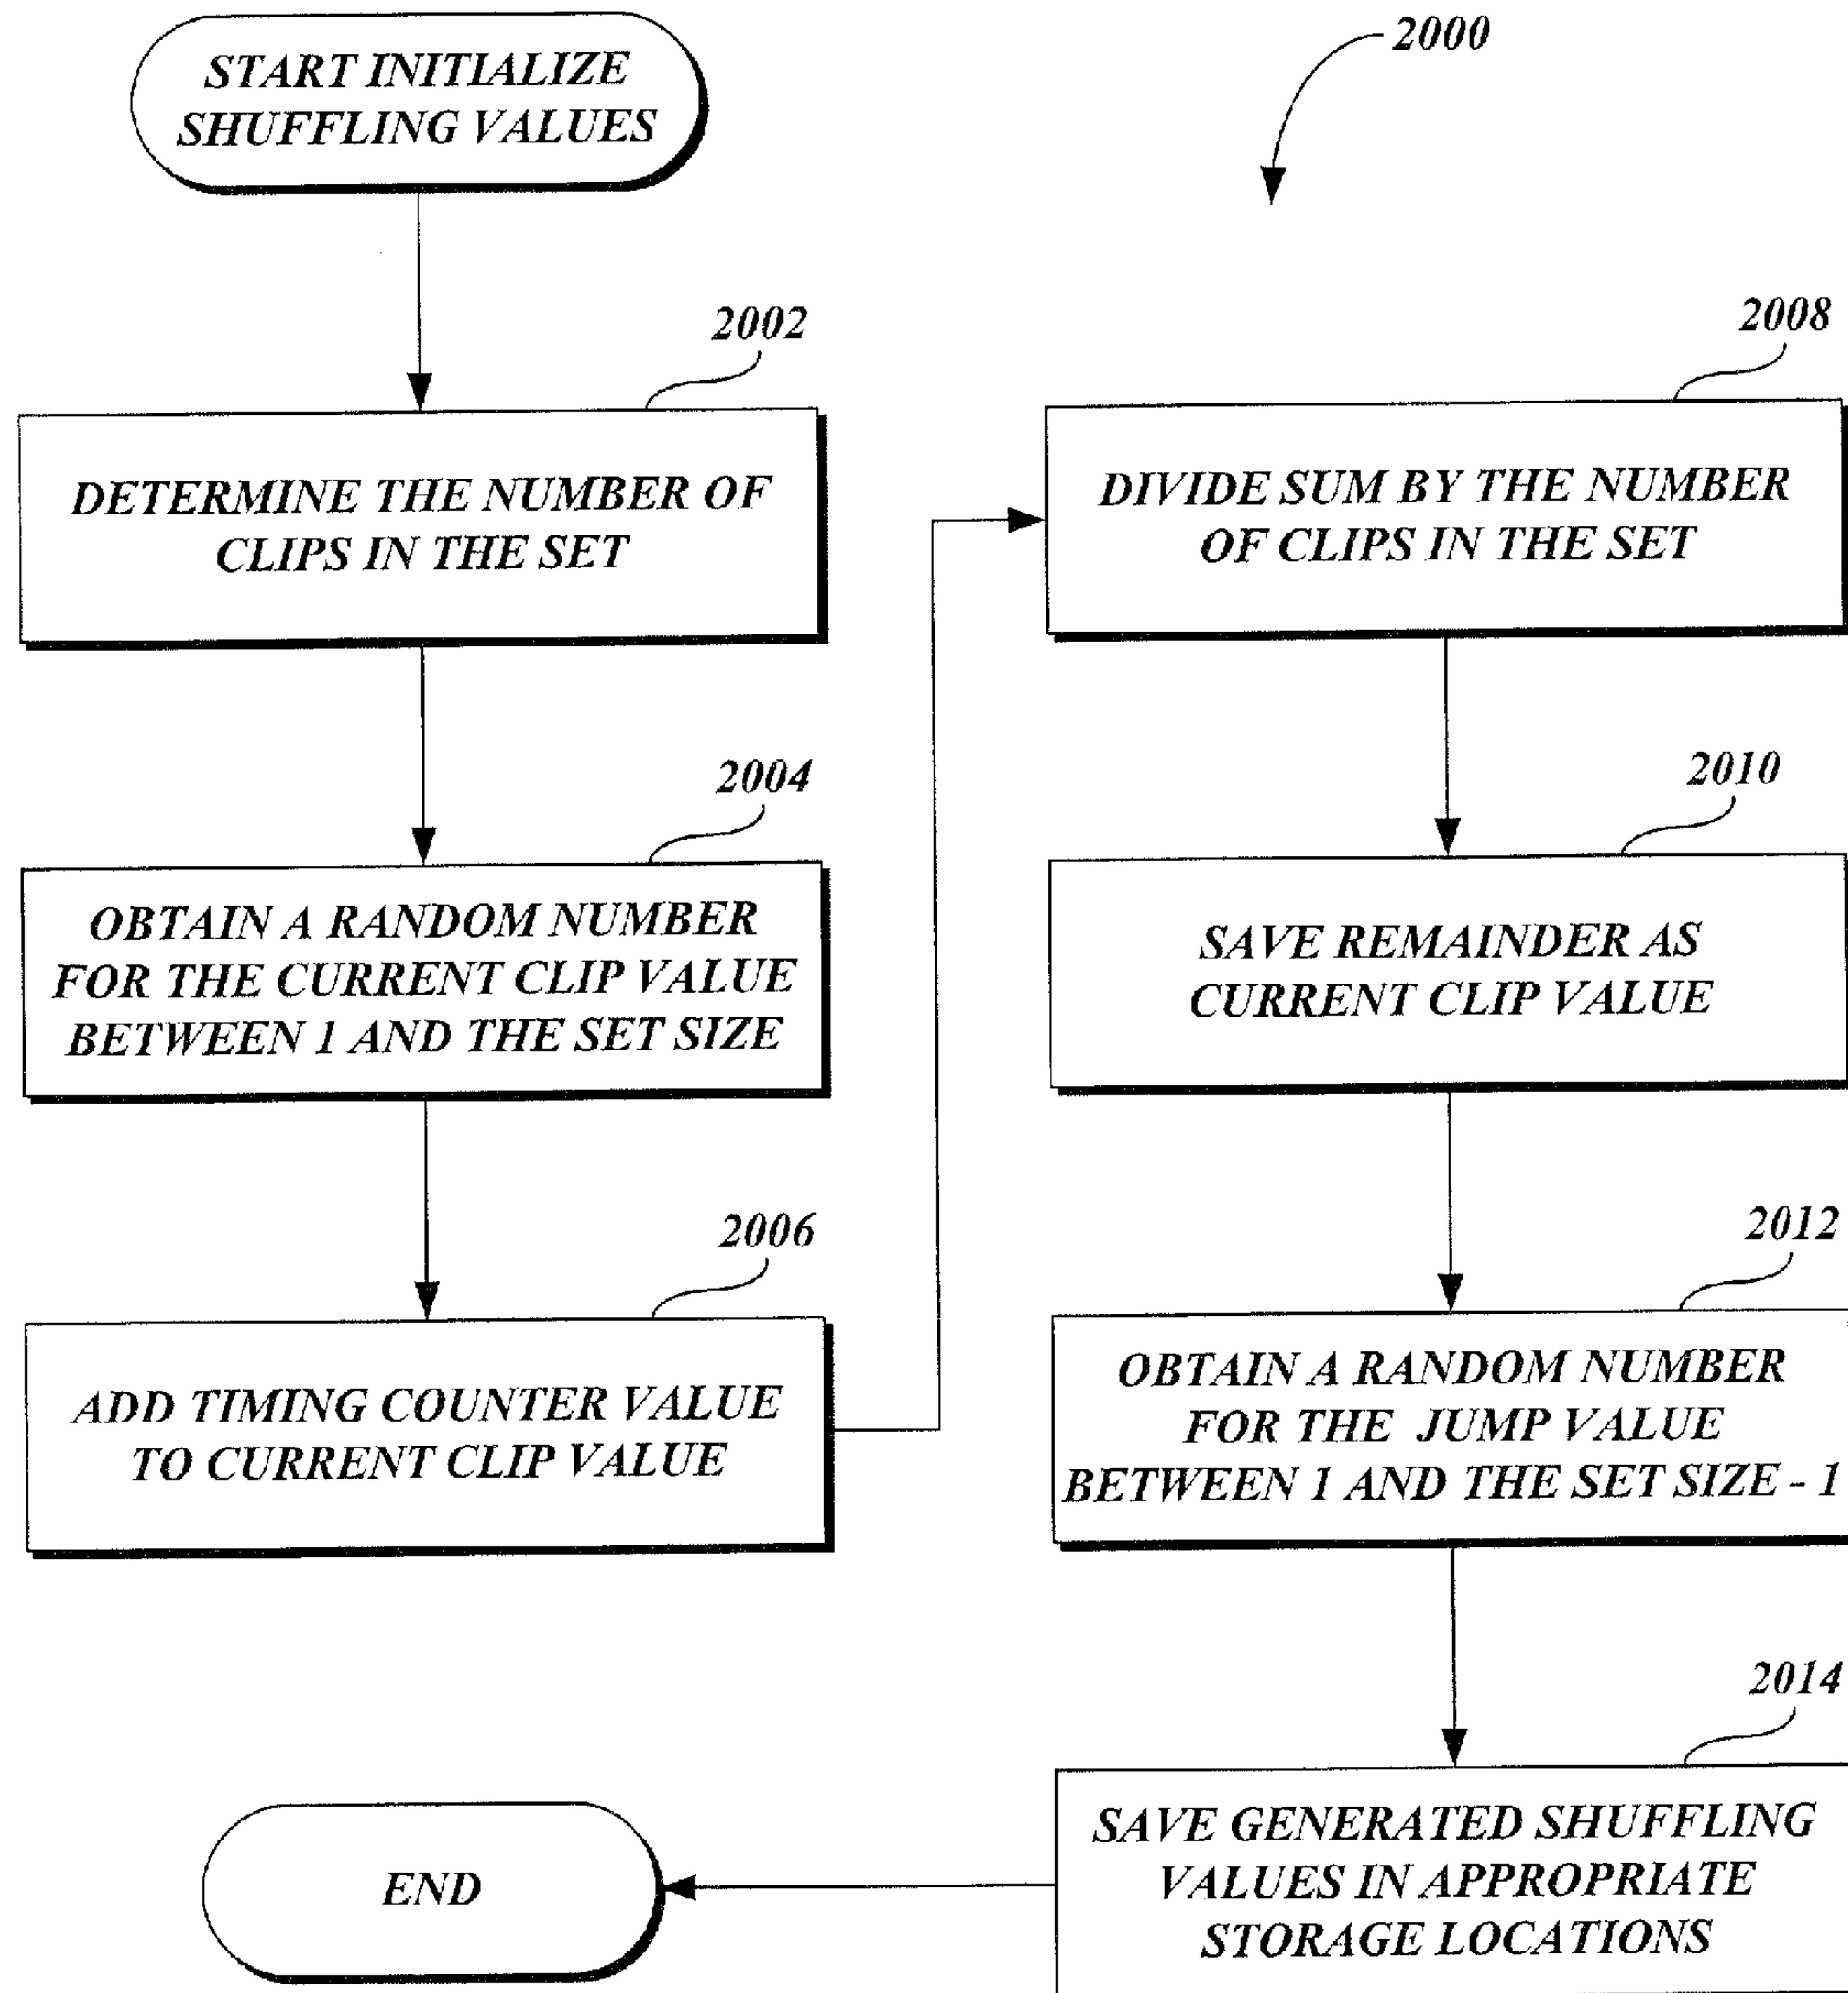 START INITIALIZE
SHUFFLING VALUES
2000
2002
DETERMINE THE NUMBER OF
CLIPS IN THE SET
2004
OBTAIN A RANDOM NUMBER
FOR THE CURRENT CLIP VALUE
BETWEEN 1 AND THE SET SIZE
2006
ADD TIMING COUNTER VALUE
TO CURRENT CLIP VALUE
2008
DIVIDE SUM BY THE NUMBER
OF CLIPS IN THE SET
2010
SAVE REMAINDER AS
CURRENT CLIP VALUE
2012
OBTAIN A RANDOM NUMBER
FOR THE JUMP VALUE
BETWEEN 1 AND THE SET SIZE - 1
2014
SAVE GENERATED SHUFFLING
VALUES IN APPROPRIATE
STORAGE LOCATIONS
END